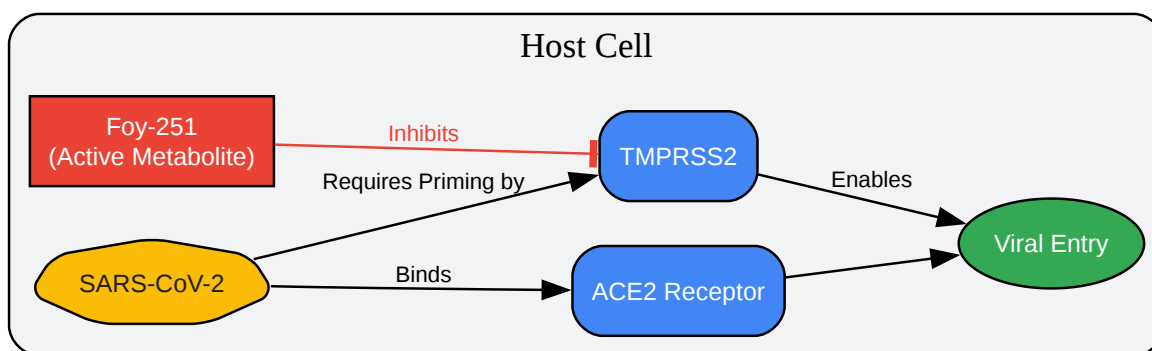 Host Cell
Foy-251
(Active Metabolite)
Inhibits
TMPRSS2
Requires Priming by
Enables
Viral Entry
SARS-CoV-2
Binds
ACE2 Receptor